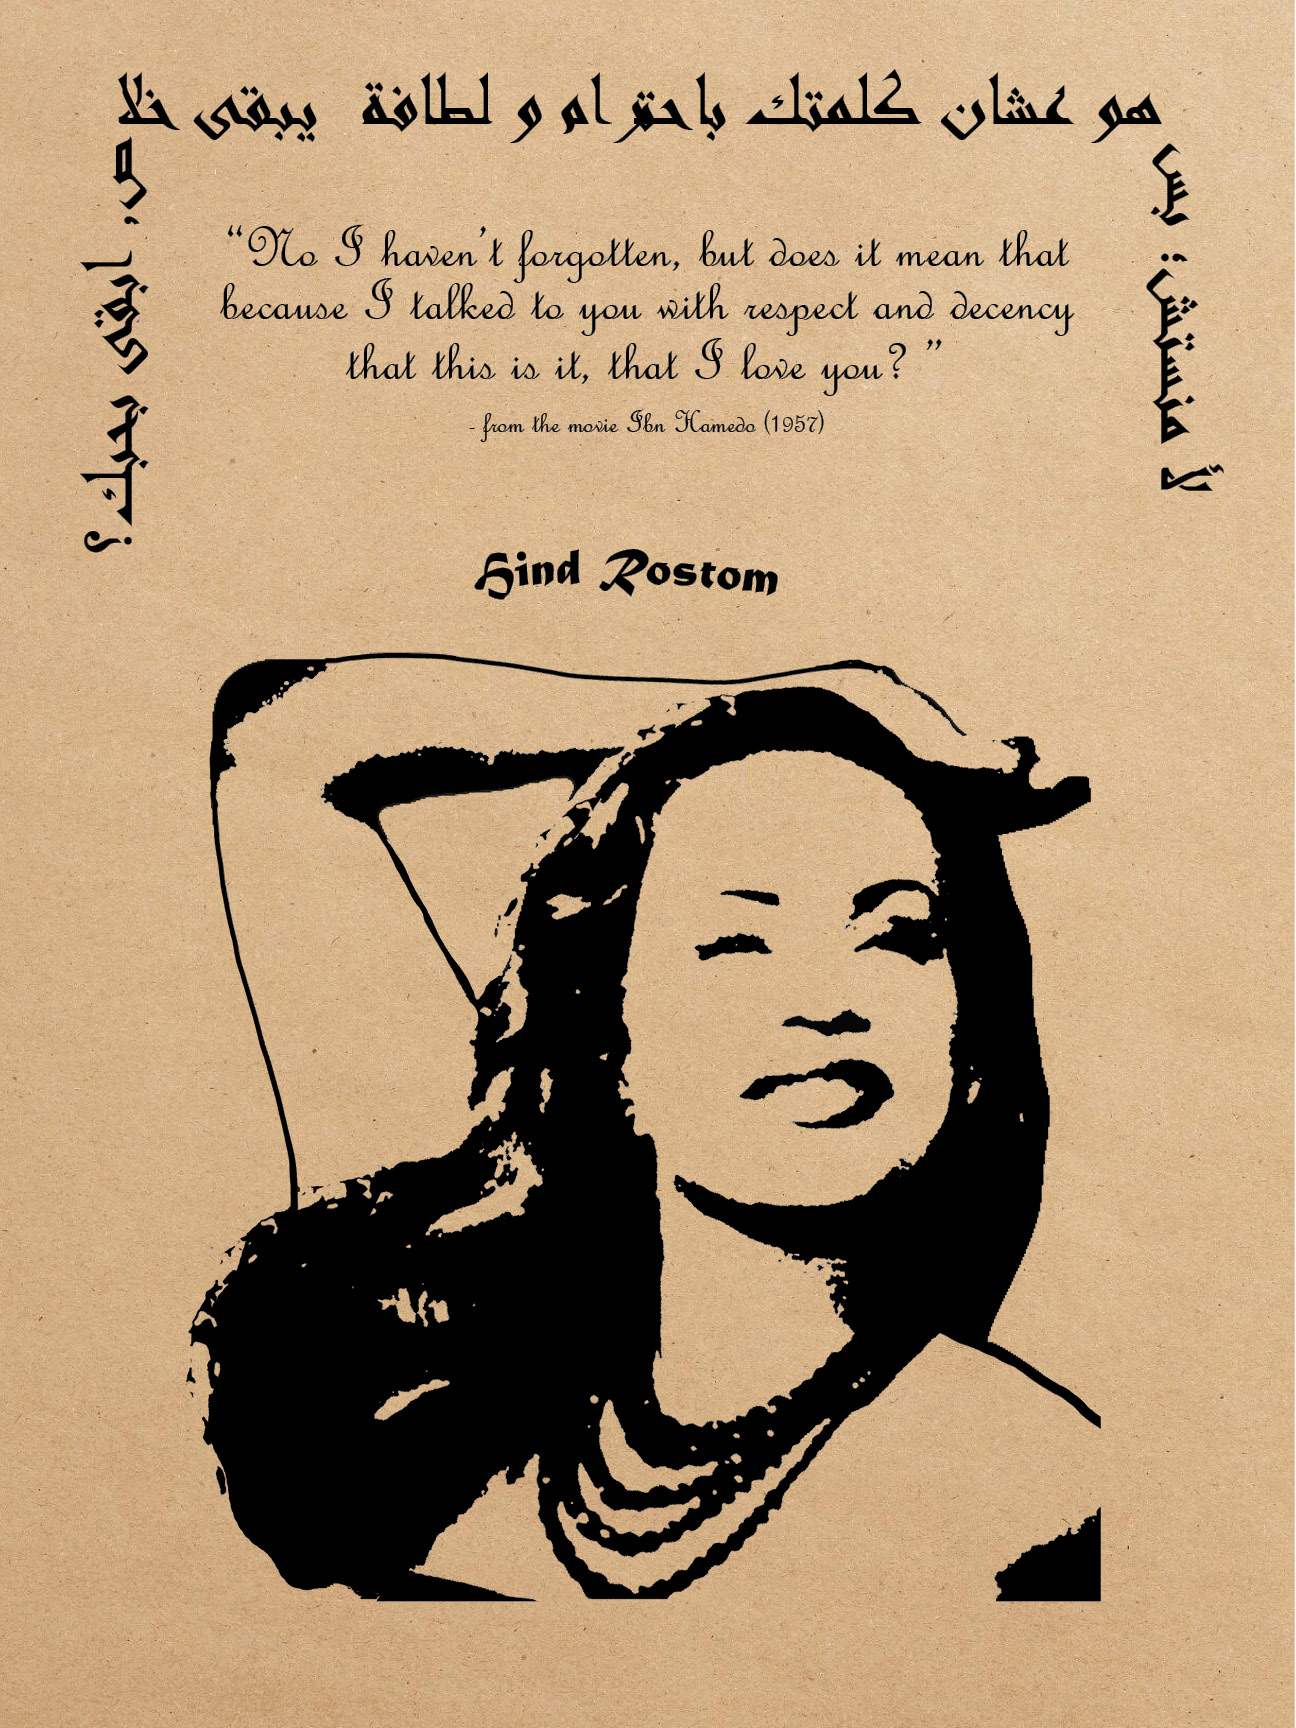 لأ منستش؛ بس
هو عشان كلمتك باحترام و لطافة يبقى خلا
ص، ابقى بحبك؟
“No I haven’t forgotten, but does it mean that
because I talked to you with respect and decency
that this is it, that I love you? ”
- from the movie Ibn Hamedo (1957)
Hind Rostom